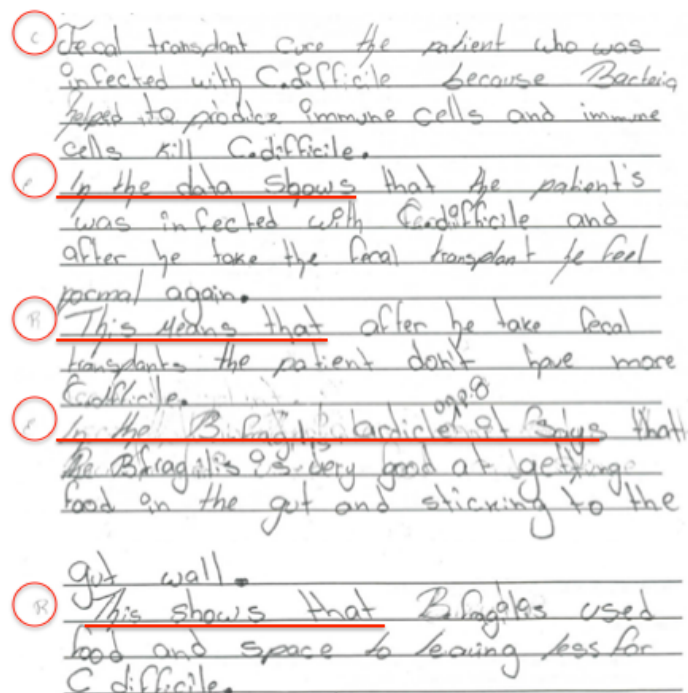 C Fecal transplant cure the patient who was
infected with C.difficile because Bacteria
helped to produce immune cells and immune
cells kill C.difficile.
E In the data shows that the patient's
was infected with C.difficile and
after he take the fecal transplant he feel
normal again.
R This means that after he take fecal
transplants the patient don't have more
C.difficile.
on p.8
E In the B.fragilis article it says that
the B.fragilis is very good at getting
food in the gut and sticking to the
gut wall.
R This shows that B.fragilis used
food and space to leaving less for
C difficile.